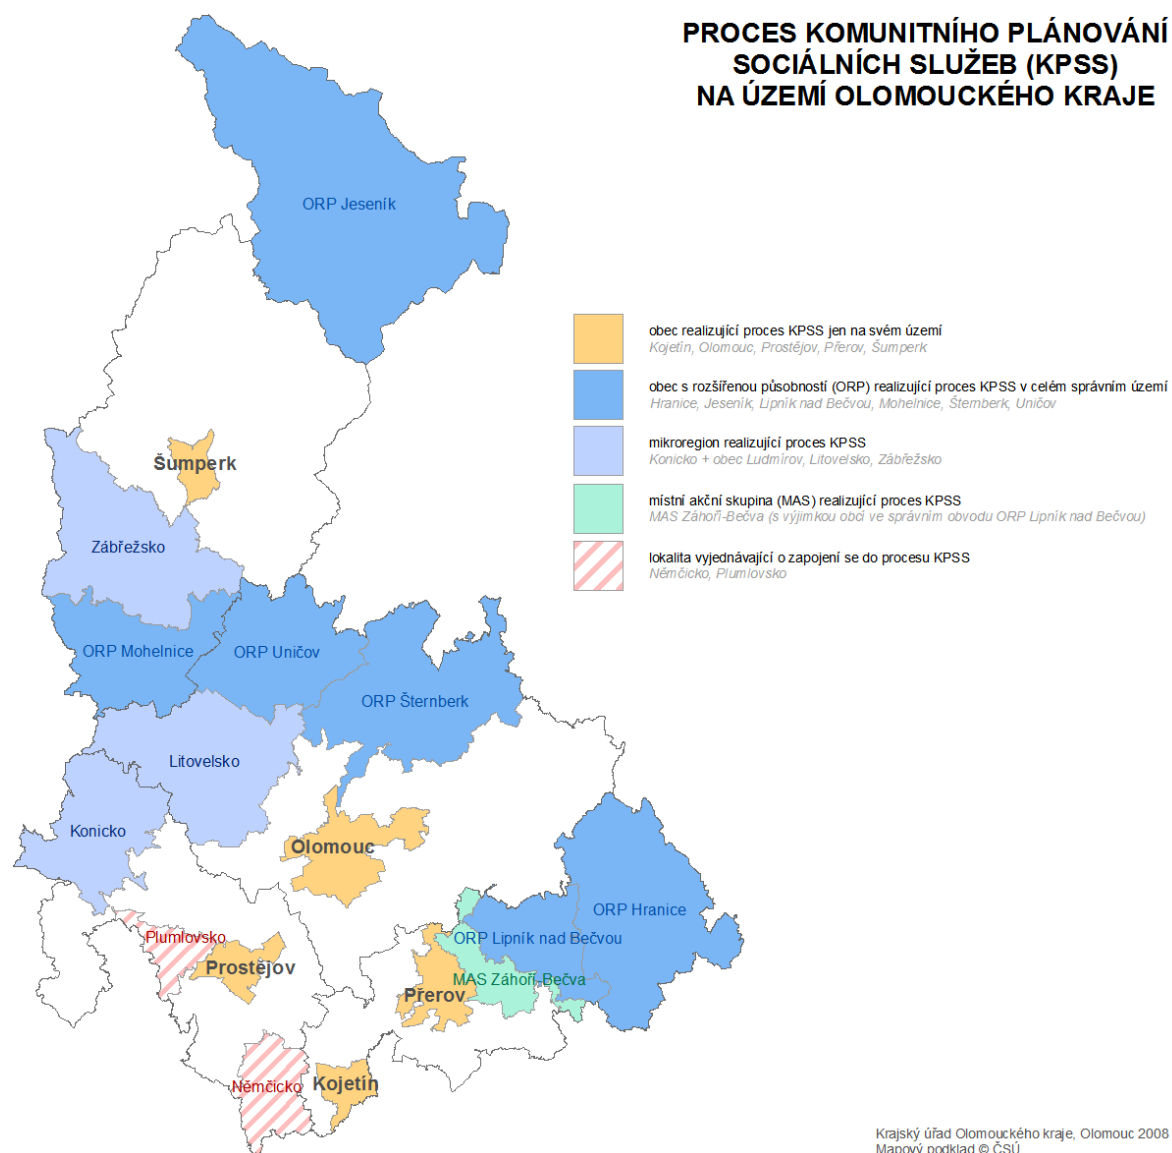 PROCES KOMUNITNÍHO PLÁNOVÁNÍ
SOCIÁLNÍCH SLUŽEB (KPSS)
NA ÚZEMÍ OLOMOUCKÉHO KRAJE
ORP Jeseník
obec realizující proces KPSS jen na svém území
Kojetín, Olomouc, Prostějov, Přerov, Šumperk
obec s rozšířenou působností (ORP) realizující proces KPSS v celém správním území
Hranice, Jeseník, Lipník nad Bečvou, Mohelnice, Šternberk, Uničov
mikroregion realizující proces KPSS
Konicko + obec Ludmírov, Litovelsko, Zábřežsko
místní akční skupina (MAS) realizující proces KPSS
MAS Záhoří-Bečva (s výjimkou obcí ve správním obvodu ORP Lipník nad Bečvou)
lokalita vyjednávající o zapojení se do procesu KPSS
Němčicko, Plumlovsko
Šumperk
Zábřežsko
ORP Mohelnice
ORP Uničov
ORP Šternberk
Litovelsko
Konicko
Olomouc
ORP Hranice
ORP Lipník nad Bečvou
Plumlovsko
Prostějov
MAS Záhoří-Bečva
Přerov
Němčicko
Kojetín
Krajský úřad Olomouckého kraje, Olomouc 2008
Mapový podklad © ČSÚ